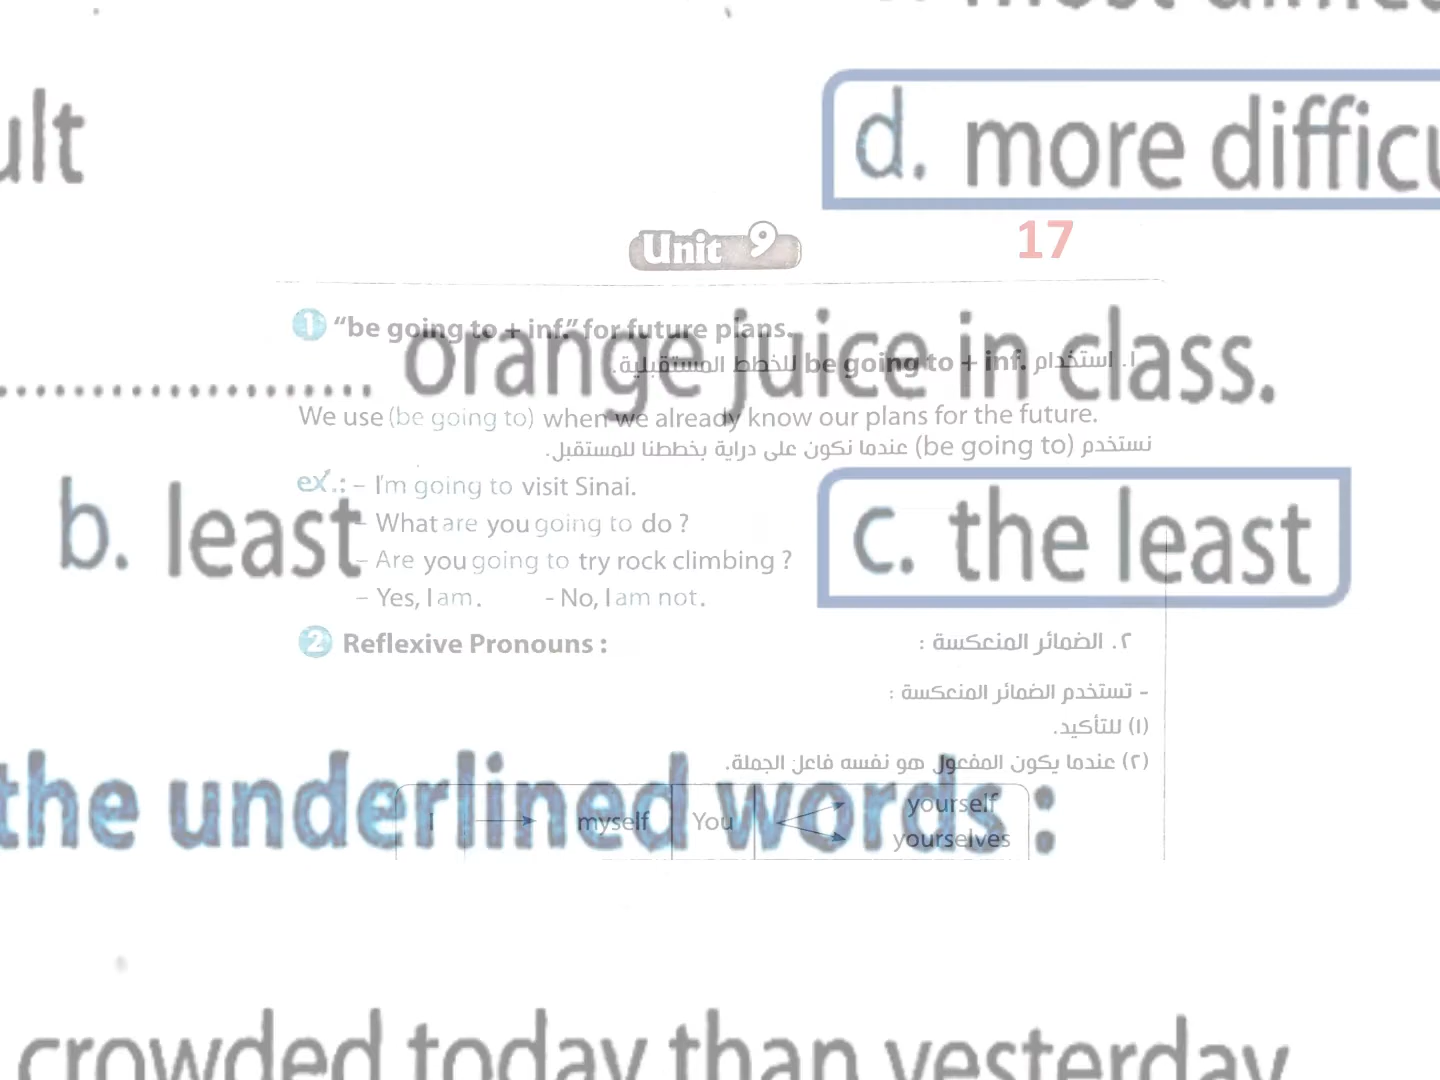 ult
d. more difficu
Unit 9
17
1 “be going to + inf.” for future plans.
١. استخدام be going to + inf. للخطط المستقبلية.
.................... orange juice in class.
We use (be going to) when we already know our plans for the future.
نستخدم (be going to) عندما نكون على دراية بخططنا للمستقبل.
ex.: – I'm going to visit Sinai.
– What are you going to do ?
b. least
c. the least
– Are you going to try rock climbing ?
– Yes, I am. - No, I am not.
2 Reflexive Pronouns :
٢. الضمائر المنعكسة :
- تستخدم الضمائر المنعكسة :
(١) للتأكيد.
(٢) عندما يكون المفعول هو نفسه فاعل الجملة.
the underlined words :
I myself You yourself
yourselves
crowded today than yesterday